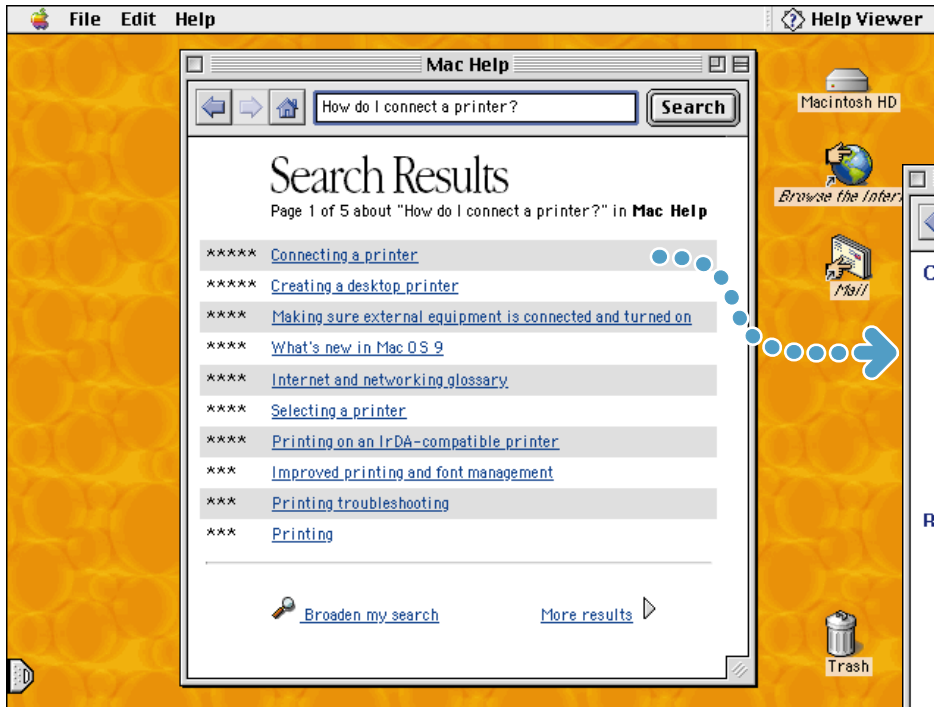 File Edit Help
Help Viewer
Mac Help
How do I connect a printer?
Search
Search Results
Page 1 of 5 about "How do I connect a printer?" in Mac Help
***** Connecting a printer
***** Creating a desktop printer
**** Making sure external equipment is connected and turned on
**** What's new in Mac OS 9
**** Internet and networking glossary
**** Selecting a printer
**** Printing on an IrDA-compatible printer
*** Improved printing and font management
*** Printing troubleshooting
*** Printing
Broaden my search
More results
Macintosh HD
Browse the Inter
Mail
Trash
C
R